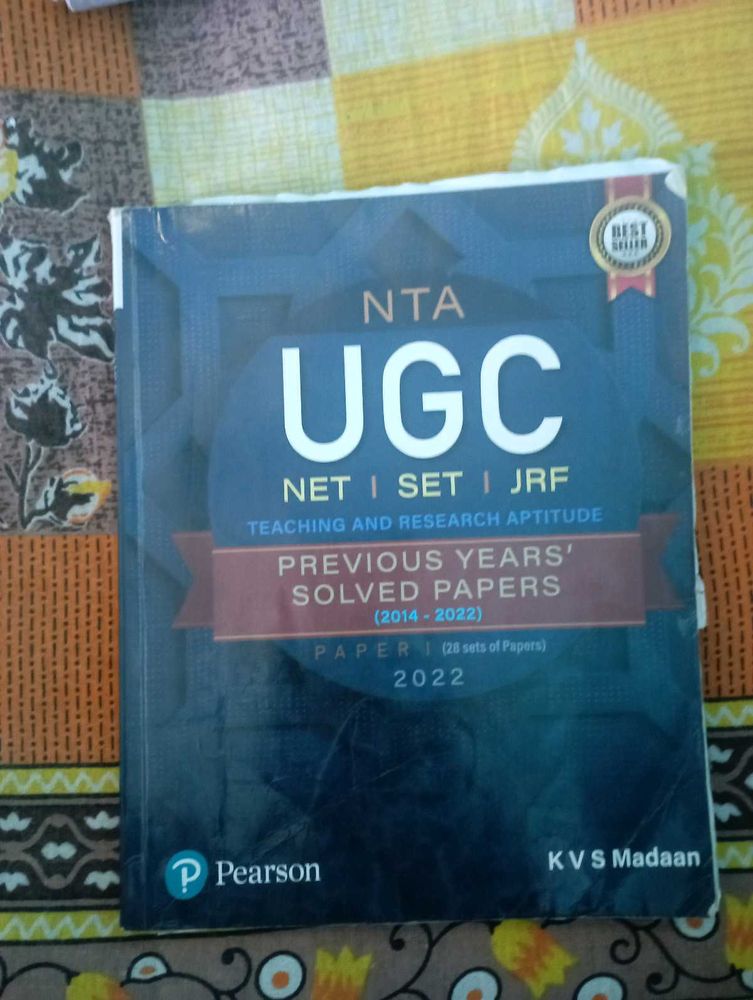 BEST
SELLER
NTA
UGC
NET | SET | JRF
TEACHING AND RESEARCH APTITUDE
PREVIOUS YEARS'
SOLVED PAPERS
(2014 - 2022)
PAPER I (28 sets of Papers)
2022
P Pearson
K V S Madaan